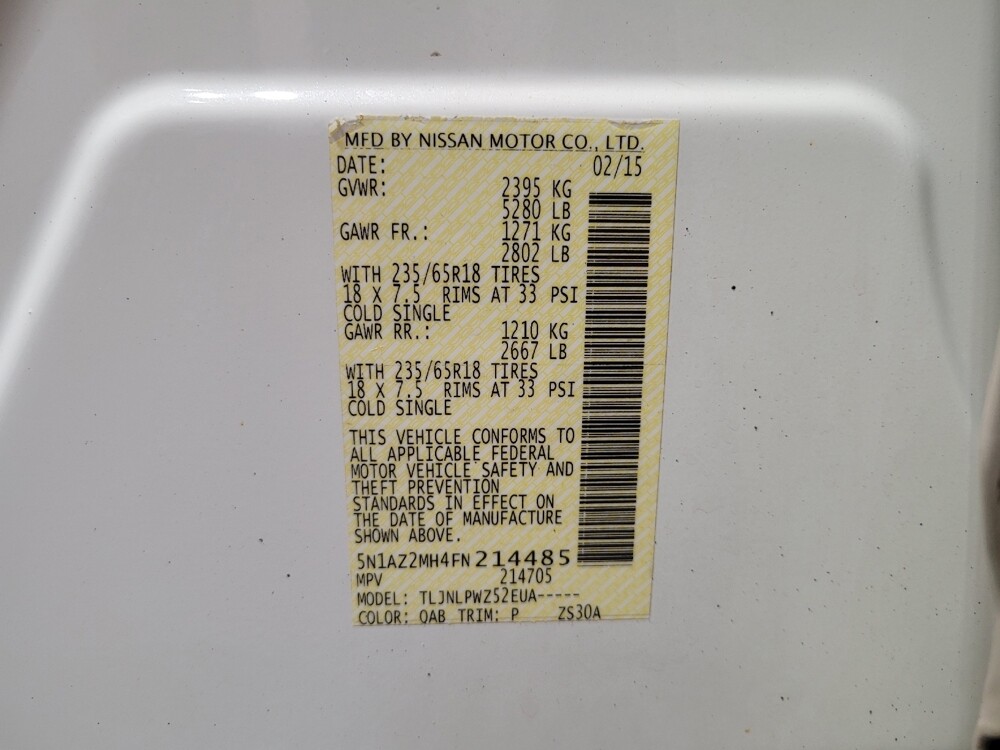 MFD BY NISSAN MOTOR CO., LTD.
DATE: 02/15
GVWR: 2395 KG
5280 LB
GAWR FR.: 1271 KG
2802 LB
WITH 235/65R18 TIRES
18 X 7.5 RIMS AT 33 PSI
COLD SINGLE
GAWR RR.: 1210 KG
2667 LB
WITH 235/65R18 TIRES
18 X 7.5 RIMS AT 33 PSI
COLD SINGLE
THIS VEHICLE CONFORMS TO
ALL APPLICABLE FEDERAL
MOTOR VEHICLE SAFETY AND
THEFT PREVENTION
STANDARDS IN EFFECT ON
THE DATE OF MANUFACTURE
SHOWN ABOVE.
5N1AZ2MH4FN214485
MPV 214705
MODEL: TLJNLPWZ52EUA-----
COLOR: QAB TRIM: P ZS30A